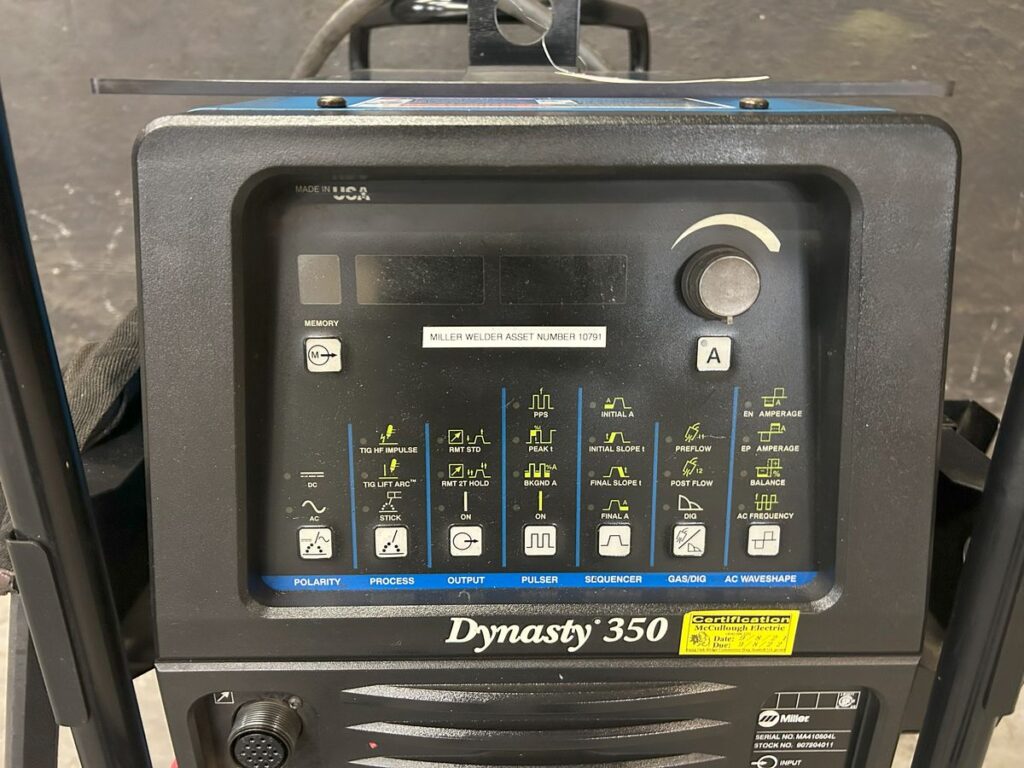 MADE IN USA
MEMORY
M
MILLER WELDER ASSET NUMBER 10791
A
PPS
INITIAL A
EN AMPERAGE
TIG HF IMPULSE
RMT STD
PEAK t
INITIAL SLOPE t
PREFLOW
EP AMPERAGE
DC
TIG LIFT ARC™
RMT 2T HOLD
BKGND A
FINAL SLOPE t
POST FLOW
BALANCE
AC
STICK
ON
ON
FINAL A
DIG
AC FREQUENCY
POLARITY
PROCESS
OUTPUT
PULSER
SEQUENCER
GAS/DIG
AC WAVESHAPE
Dynasty® 350
Certification
McCullough Electric
Date:
Due:
Miller
SERIAL NO. MA410804L
STOCK NO. 907204011
INPUT